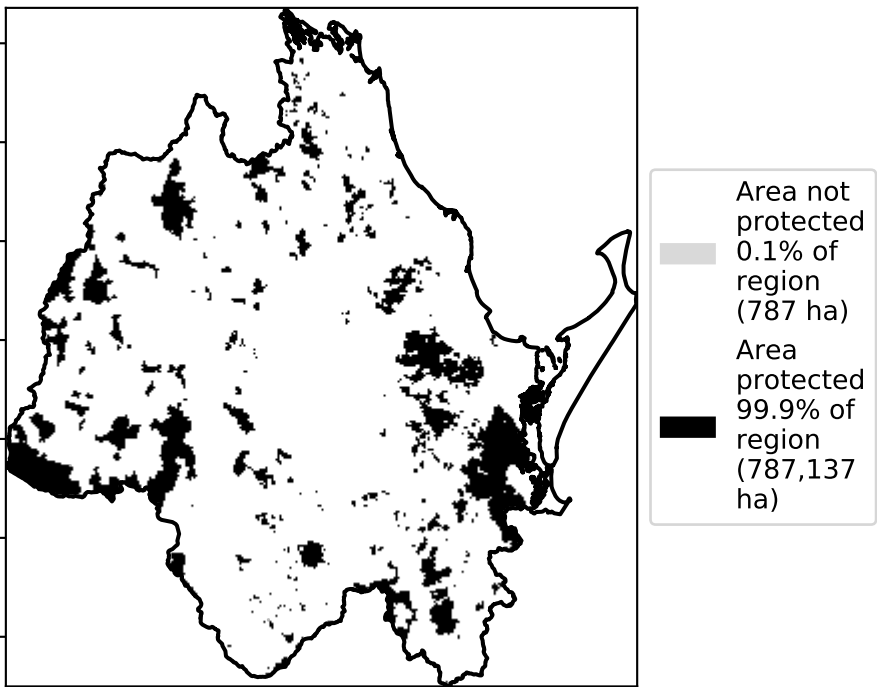 Area not
protected
0.1% of
region
(787 ha)
Area
protected
99.9% of
region
(787,137
ha)